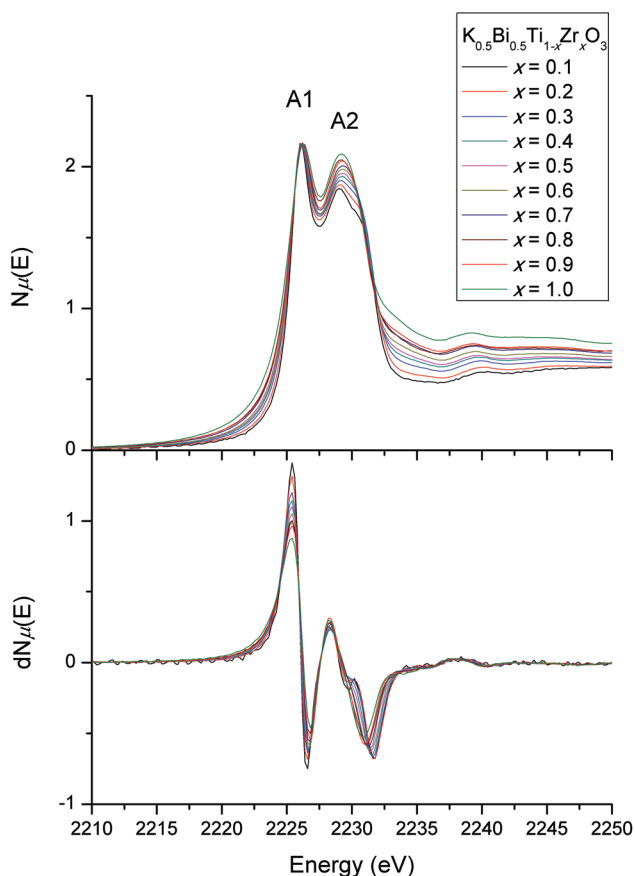 K0.5Bi0.5Ti1-xZrxO3
x = 0.1
x = 0.2
x = 0.3
x = 0.4
x = 0.5
x = 0.6
x = 0.7
x = 0.8
x = 0.9
x = 1.0
A1
A2
2
1
0
Nμ(E)
1
0
-1
dNμ(E)
2210 2215 2220 2225 2230 2235 2240 2245 2250
Energy (eV)